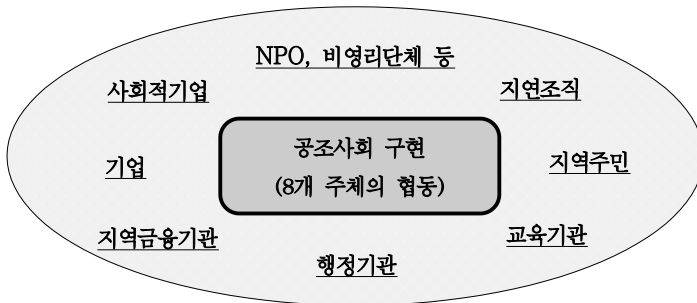 NPO, 비영리단체 등
사회적기업
지연조직
공조사회 구현
(8개 주체의 협동)
기업
지역주민
지역금융기관
교육기관
행정기관